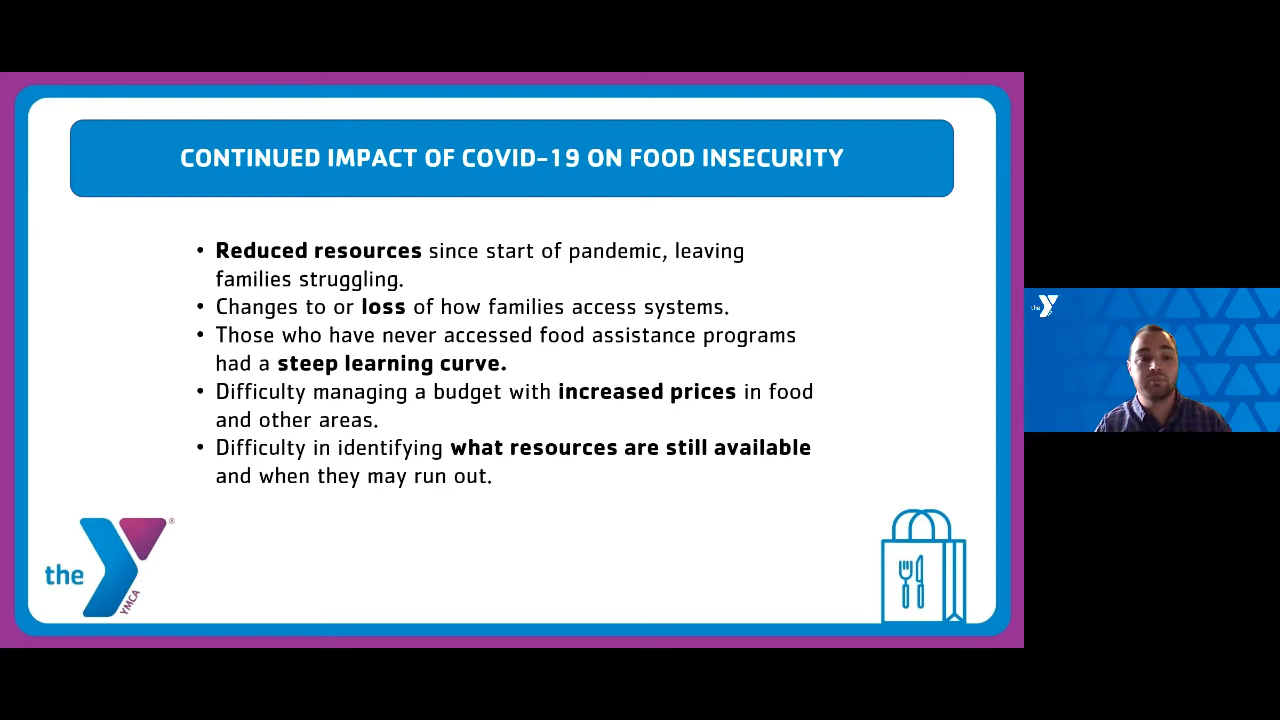 CONTINUED IMPACT OF COVID-19 ON FOOD INSECURITY
• Reduced resources since start of pandemic, leaving
families struggling.
• Changes to or loss of how families access systems.
• Those who have never accessed food assistance programs
had a steep learning curve.
• Difficulty managing a budget with increased prices in food
and other areas.
• Difficulty in identifying what resources are still available
and when they may run out.
the Y ®
YMCA
the Y